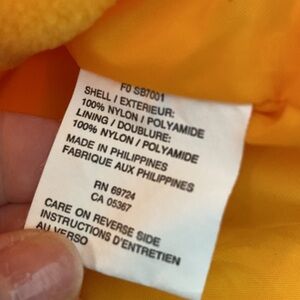 F0 SB7001
SHELL / EXTERIEUR:
100% NYLON / POLYAMIDE
LINING / DOUBLURE:
100% NYLON / POLYAMIDE
MADE IN PHILIPPINES
FABRIQUE AUX PHILIPPINES
RN 69724
CA 05367
CARE ON REVERSE SIDE
INSTRUCTIONS D'ENTRETIEN
AU VERSO